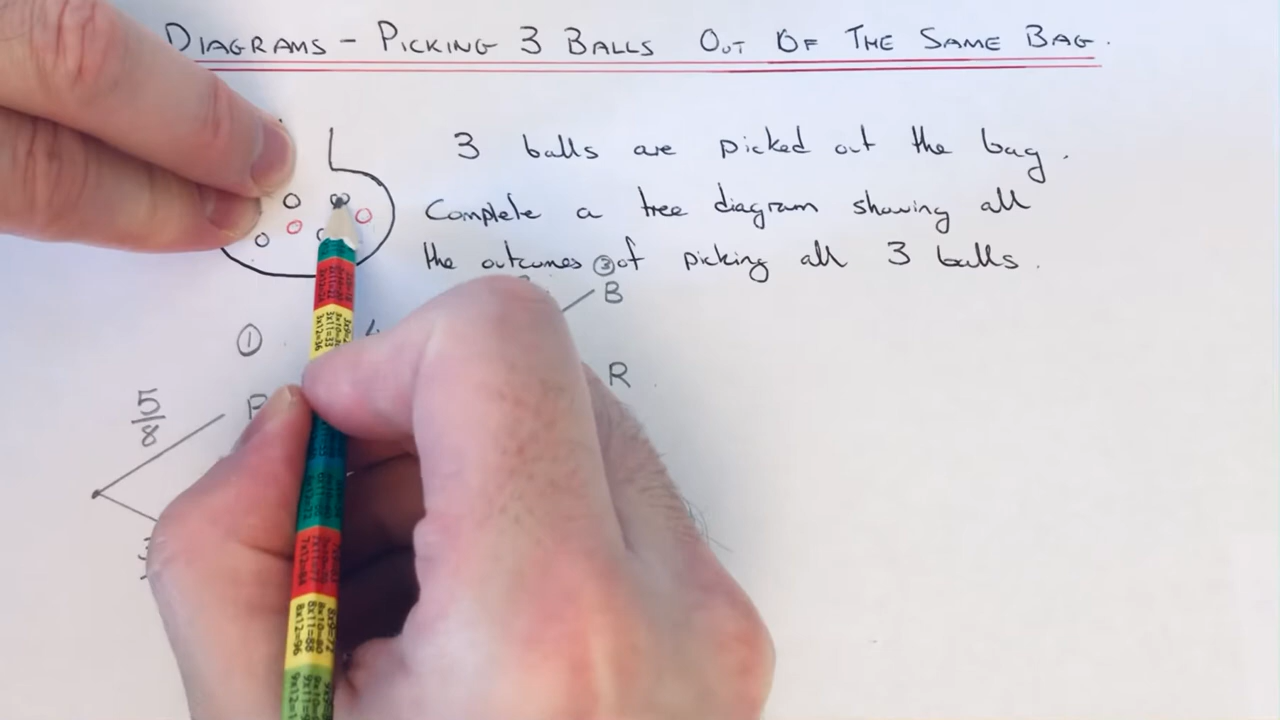 DIAGRAMS - PICKING 3 BALLS OUT OF THE SAME BAG.
3 balls are picked out the bag.
Complete a tree diagram showing all
the outcomes ③ of picking all 3 balls.
B
①
R
5/8